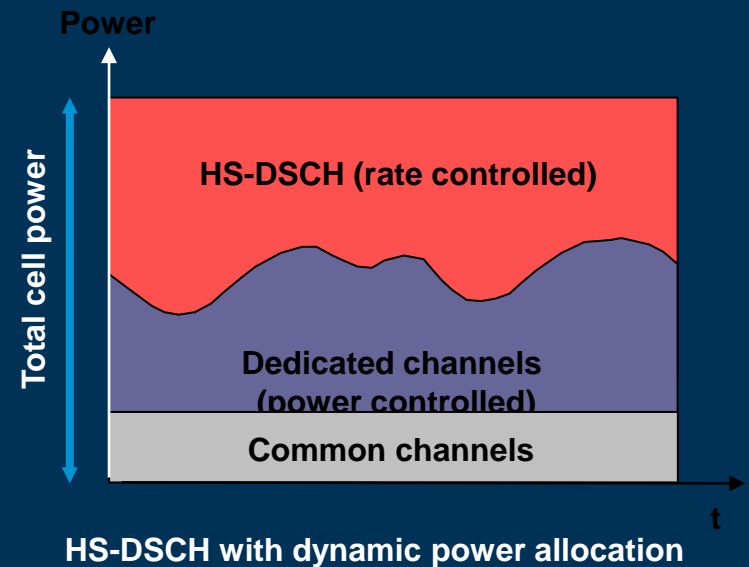 Power
Total cell power
HS-DSCH (rate controlled)
Dedicated channels
(power controlled)
Common channels
t
HS-DSCH with dynamic power allocation